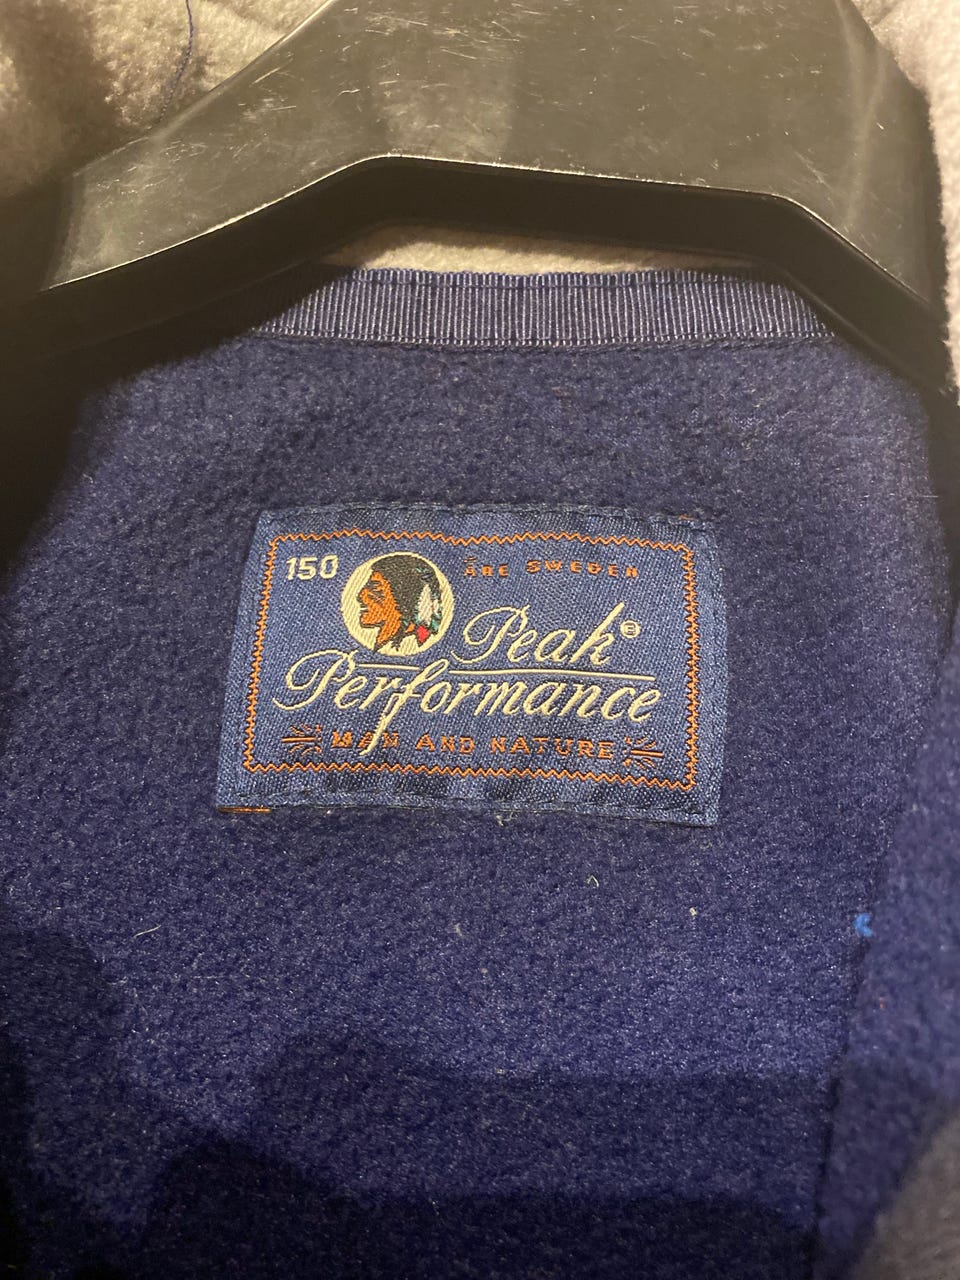 150
ÅRE SWEDEN
Peak®
Performance
MAN AND NATURE